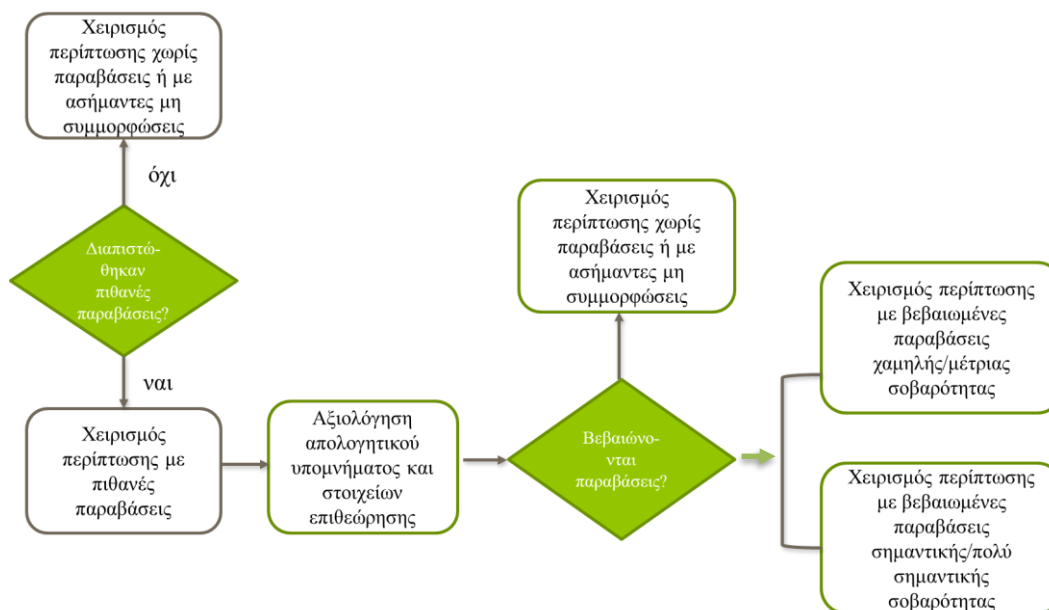 Χειρισμός
περίπτωσης χωρίς
παραβάσεις ή με
ασήμαντες μη
συμμορφώσεις
όχι
Διαπιστώ-
θηκαν
πιθανές
παραβάσεις?
ναι
Χειρισμός
περίπτωσης με
πιθανές
παραβάσεις
Αξιολόγηση
απολογητικού
υπομνήματος και
στοιχείων
επιθεώρησης
Χειρισμός
περίπτωσης χωρίς
παραβάσεις ή με
ασήμαντες μη
συμμορφώσεις
Βεβαιώνο-
νται
παραβάσεις?
Χειρισμός περίπτωσης
με βεβαιωμένες
παραβάσεις
χαμηλής/μέτριας
σοβαρότητας
Χειρισμός περίπτωσης
με βεβαιωμένες
παραβάσεις
σημαντικής/πολύ
σημαντικής
σοβαρότητας